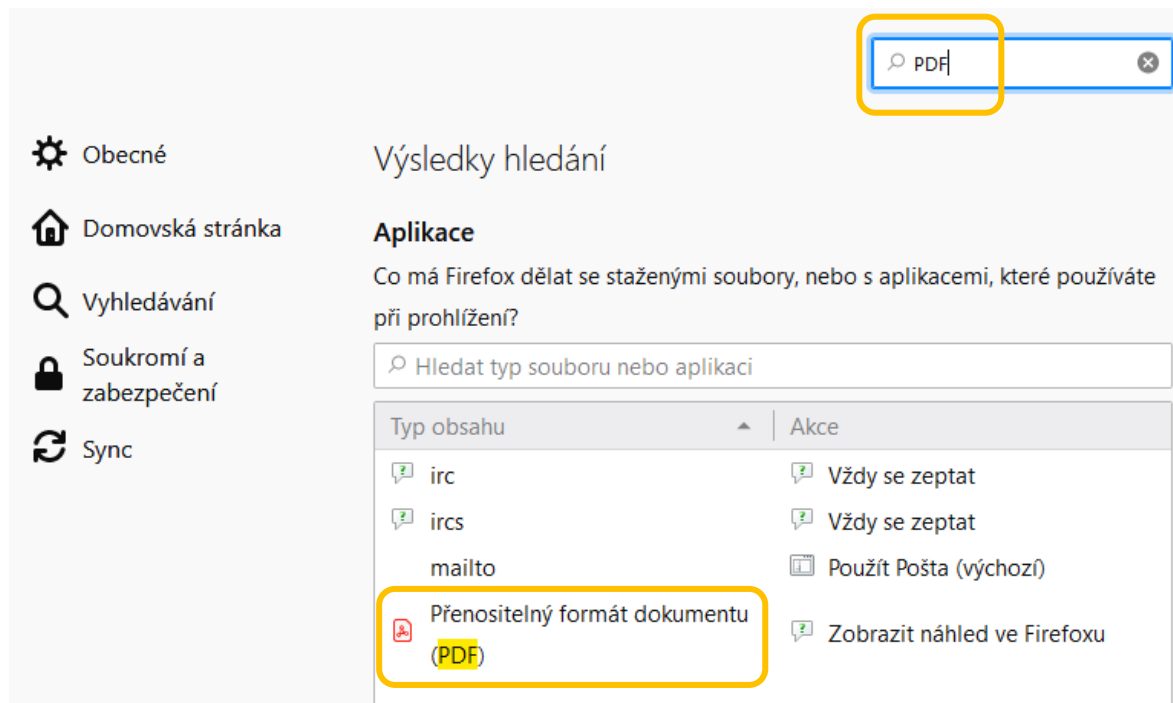 PDF
Obecné
Domovská stránka
Vyhledávání
Soukromí a
zabezpečení
Sync
Výsledky hledání
Aplikace
Co má Firefox dělat se staženými soubory, nebo s aplikacemi, které používáte
při prohlížení?
Hledat typ souboru nebo aplikaci
Typ obsahu Akce
irc Vždy se zeptat
ircs Vždy se zeptat
mailto Použít Pošta (výchozí)
Přenositelný formát dokumentu
(PDF) Zobrazit náhled ve Firefoxu